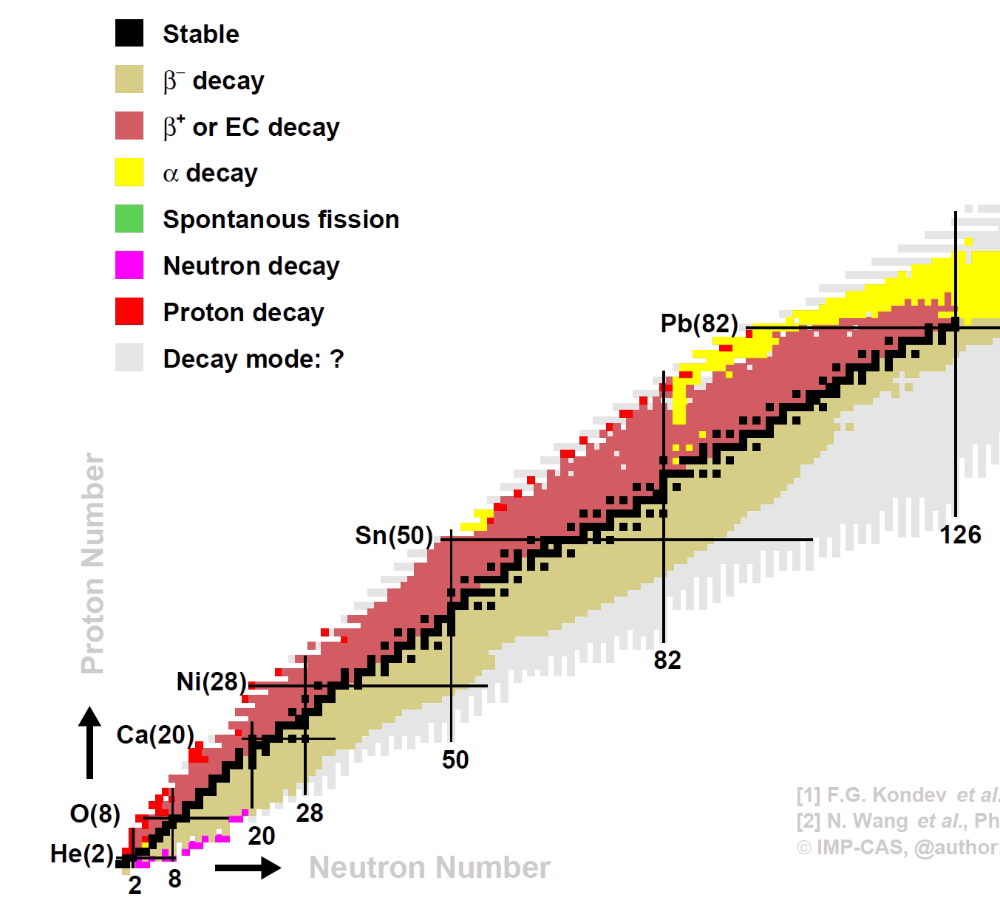 Stable
β⁻ decay
β⁺ or EC decay
α decay
Spontanous fission
Neutron decay
Proton decay
Decay mode: ?
Pb(82)
126
Sn(50)
82
Ni(28)
50
Ca(20)
28
O(8)
20
He(2)
8
2
Proton Number
Neutron Number
[1] F.G. Kondev et al.
[2] N. Wang et al., Ph
© IMP-CAS, @author: